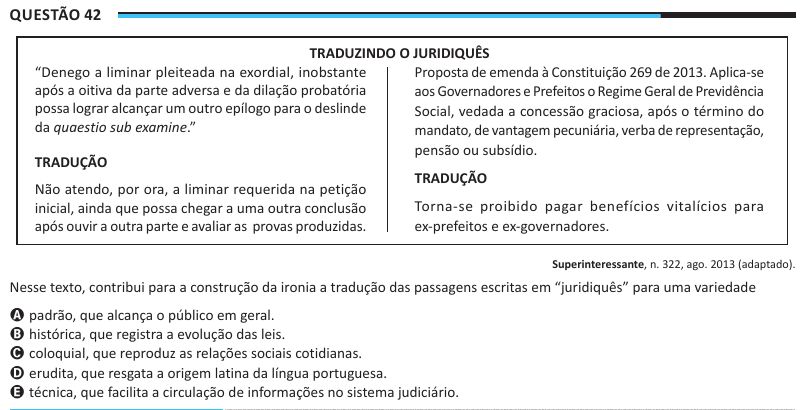 QUESTÃO 42
TRADUZINDO O JURIDIQUÊS
“Denego a liminar pleiteada na exordial, inobstante
após a oitiva da parte adversa e da dilação probatória
possa lograr alcançar um outro epílogo para o deslinde
da quaestio sub examine.”
TRADUÇÃO
Não atendo, por ora, a liminar requerida na petição
inicial, ainda que possa chegar a uma outra conclusão
após ouvir a outra parte e avaliar as provas produzidas.
Proposta de emenda à Constituição 269 de 2013. Aplica-se
aos Governadores e Prefeitos o Regime Geral de Previdência
Social, vedada a concessão graciosa, após o término do
mandato, de vantagem pecuniária, verba de representação,
pensão ou subsídio.
TRADUÇÃO
Torna-se proibido pagar benefícios vitalícios para
ex-prefeitos e ex-governadores.
Superinteressante, n. 322, ago. 2013 (adaptado).
Nesse texto, contribui para a construção da ironia a tradução das passagens escritas em “juridiquês” para uma variedade
A padrão, que alcança o público em geral.
B histórica, que registra a evolução das leis.
C coloquial, que reproduz as relações sociais cotidianas.
D erudita, que resgata a origem latina da língua portuguesa.
E técnica, que facilita a circulação de informações no sistema judiciário.